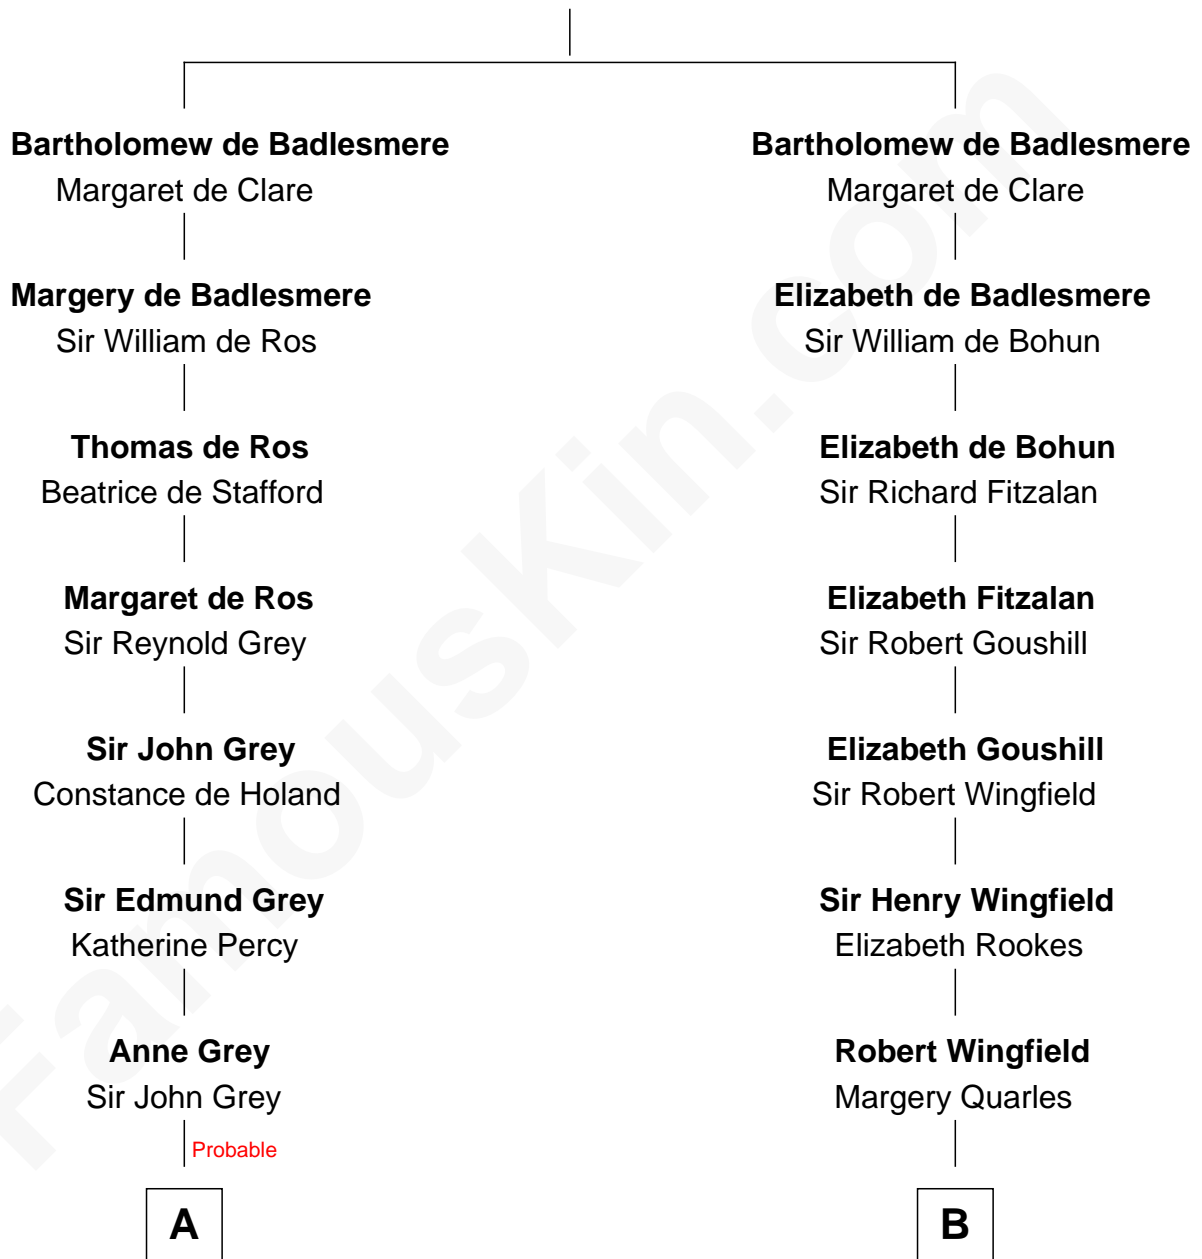 Bartholomew de Badlesmere
Margaret de Clare
Margery de Badlesmere
Sir William de Ros
Thomas de Ros
Beatrice de Stafford
Margaret de Ros
Sir Reynold Grey
Sir John Grey
Constance de Holand
Sir Edmund Grey
Katherine Percy
Anne Grey
Sir John Grey
Probable
A
Bartholomew de Badlesmere
Margaret de Clare
Elizabeth de Badlesmere
Sir William de Bohun
Elizabeth de Bohun
Sir Richard Fitzalan
Elizabeth Fitzalan
Sir Robert Goushill
Elizabeth Goushill
Sir Robert Wingfield
Sir Henry Wingfield
Elizabeth Rookes
Robert Wingfield
Margery Quarles
B
FamousKin.com